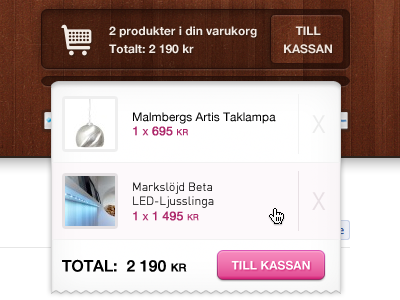 2 produkter i din varukorg
Totalt: 2 190 kr
TILL
KASSAN
Malmbergs Artis Taklampa
1 x 695 KR
X
Markslöjd Beta
LED-Ljusslinga
1 x 1 495 KR
X
TOTAL: 2 190 KR
TILL KASSAN